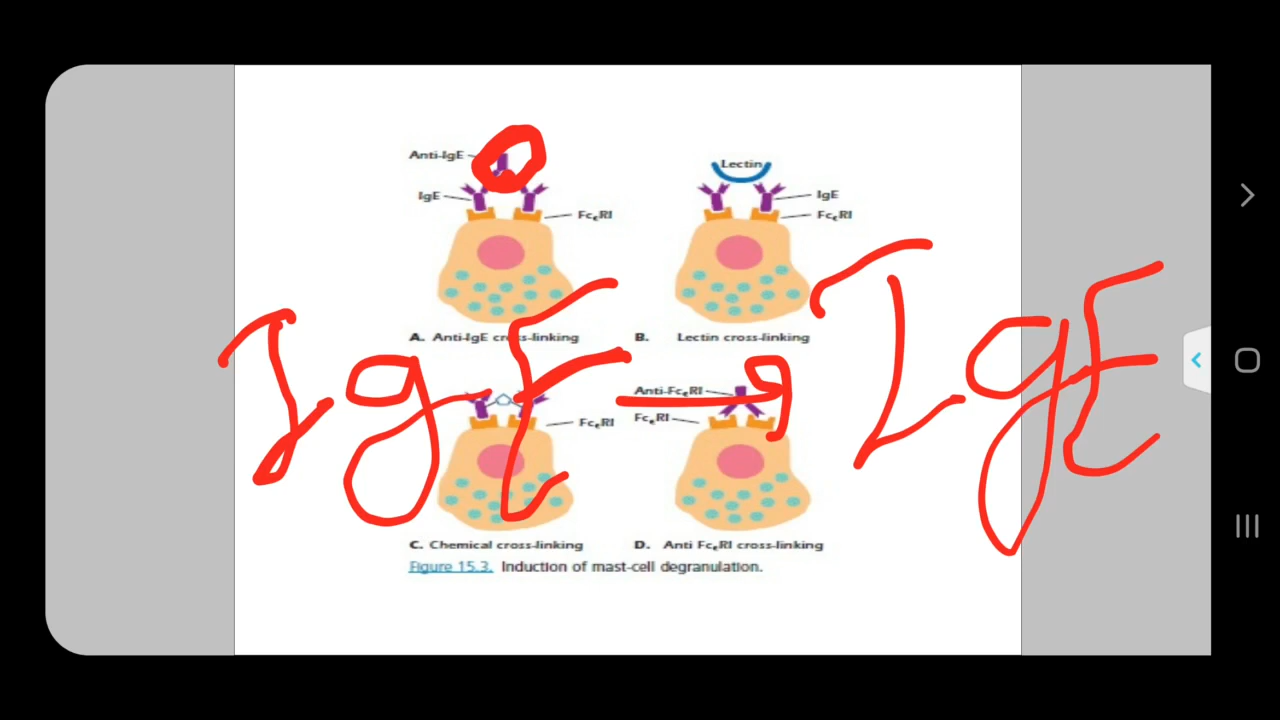 Anti-IgE
Lectin
IgE
IgE
FcεRI
FcεRI
A. Anti-IgE cross-linking
B. Lectin cross-linking
IgE → IgE
Anti-FcεRI
FcεRI
FcεRI
C. Chemical cross-linking
D. Anti FcεRI cross-linking
Figure 15.3. Induction of mast-cell degranulation.